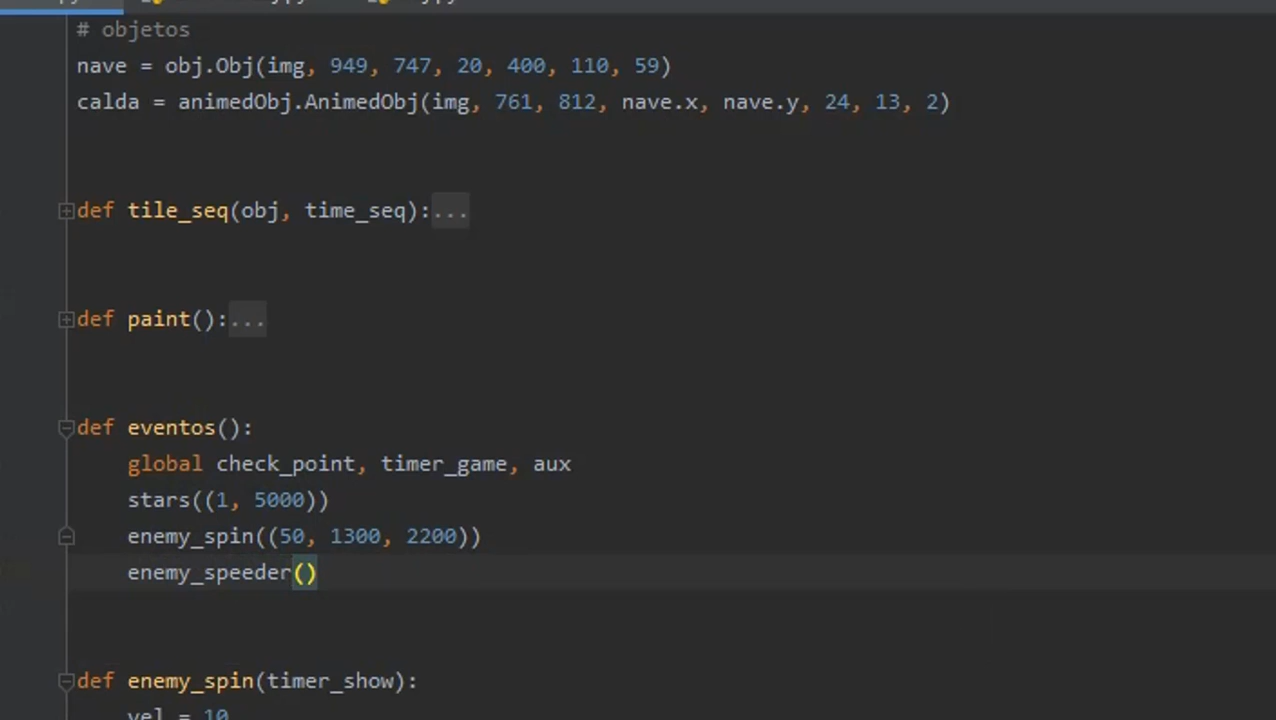 # objetos
nave = obj.Obj(img, 949, 747, 20, 400, 110, 59)
calda = animedObj.AnimedObj(img, 761, 812, nave.x, nave.y, 24, 13, 2)
def tile_seq(obj, time_seq):...
def paint():...
def eventos():
global check_point, timer_game, aux
stars((1, 5000))
enemy_spin((50, 1300, 2200))
enemy_speeder()
def enemy_spin(timer_show):
vel = 10